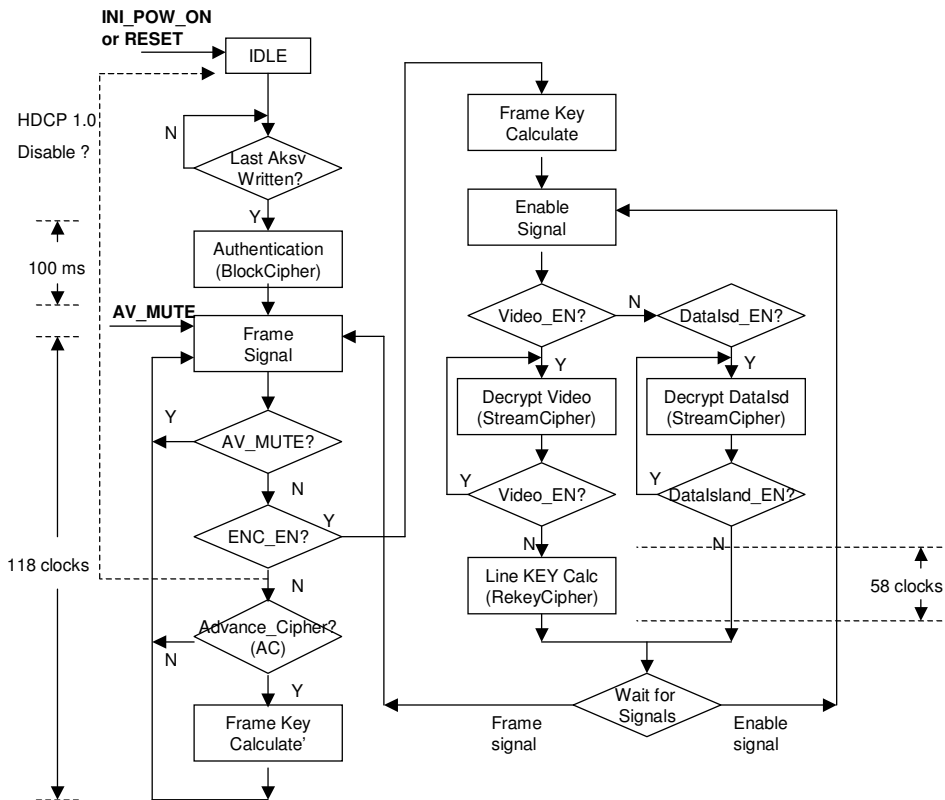 INI_POW_ON
or RESET
IDLE
HDCP 1.0
Disable ?
N
Last Aksv
Written?
Y
Authentication
(BlockCipher)
100 ms
AV_MUTE
Frame
Signal
Y
AV_MUTE?
N
ENC_EN?
Y
118 clocks
N
Advance_Cipher?
(AC)
N
Y
Frame Key
Calculate'
Frame Key
Calculate
Enable
Signal
Video_EN?
N
DataIsd_EN?
Y
Y
Decrypt Video
(StreamCipher)
Decrypt DataIsd
(StreamCipher)
Y
Video_EN?
Y
DataIsland_EN?
N
N
Line KEY Calc
(RekeyCipher)
58 clocks
Wait for
Signals
Frame
signal
Enable
signal